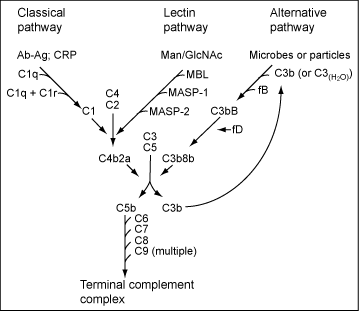 Classical pathway
Lectin pathway
Alternative pathway
Ab-Ag; CRP
Man/GlcNAc
Microbes or particles
C1q
C4
C2
MBL
C3b (or C3(H₂O))
C1q + C1r
MASP-1
fB
C1
MASP-2
C3bB
fD
C3
C5
C4b2a
C3b8b
C5b
C3b
C6
C7
C8
C9 (multiple)
Terminal complement
complex